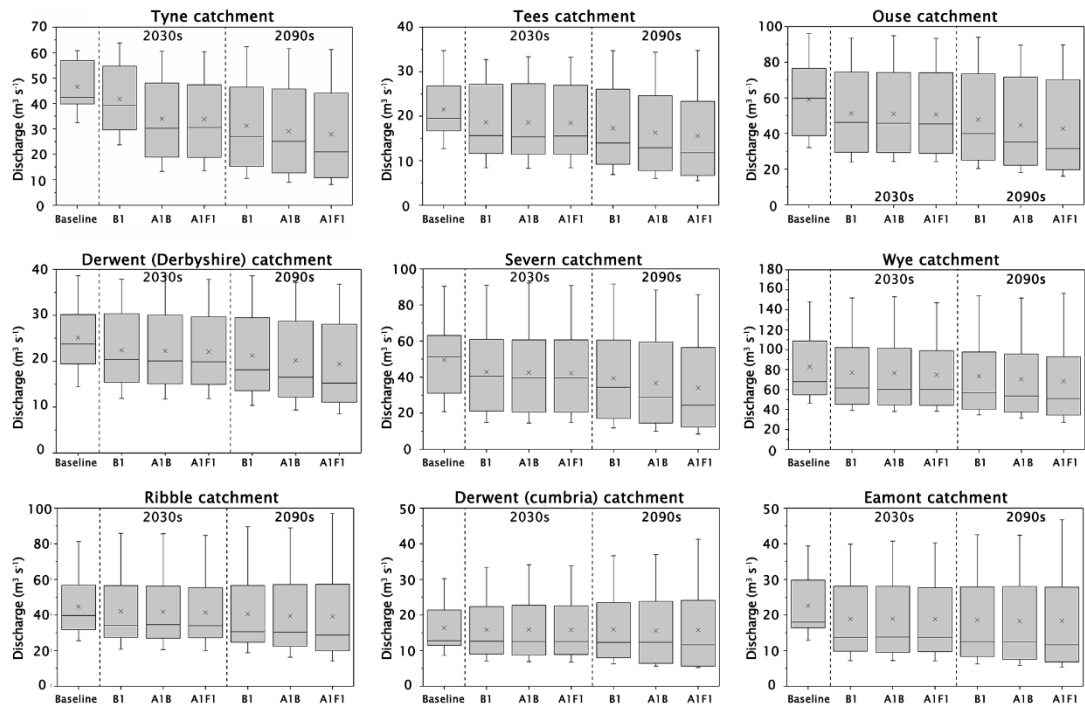 Tyne catchment
2030s 2090s
Discharge (m³ s⁻¹)
70
60
50
40
30
20
10
0
Baseline B1 A1B A1F1 B1 A1B A1F1
Tees catchment
2030s 2090s
Discharge (m³ s⁻¹)
40
30
20
10
0
Baseline B1 A1B A1F1 B1 A1B A1F1
Ouse catchment
Discharge (m³ s⁻¹)
100
80
60
40
20
0
2030s 2090s
Baseline B1 A1B A1F1 B1 A1B A1F1
Derwent (Derbyshire) catchment
2030s 2090s
Discharge (m³ s⁻¹)
40
30
20
10
0
Baseline B1 A1B A1F1 B1 A1B A1F1
Severn catchment
2030s 2090s
Discharge (m³ s⁻¹)
100
80
60
40
20
0
Baseline B1 A1B A1F1 B1 A1B A1F1
Wye catchment
2030s 2090s
Discharge (m³ s⁻¹)
180
160
140
120
100
80
60
40
20
0
Baseline B1 A1B A1F1 B1 A1B A1F1
Ribble catchment
2030s 2090s
Discharge (m³ s⁻¹)
100
80
60
40
20
0
Baseline B1 A1B A1F1 B1 A1B A1F1
Derwent (cumbria) catchment
2030s 2090s
Discharge (m³ s⁻¹)
50
40
30
20
10
0
Baseline B1 A1B A1F1 B1 A1B A1F1
Eamont catchment
2030s 2090s
Discharge (m³ s⁻¹)
50
40
30
20
10
0
Baseline B1 A1B A1F1 B1 A1B A1F1